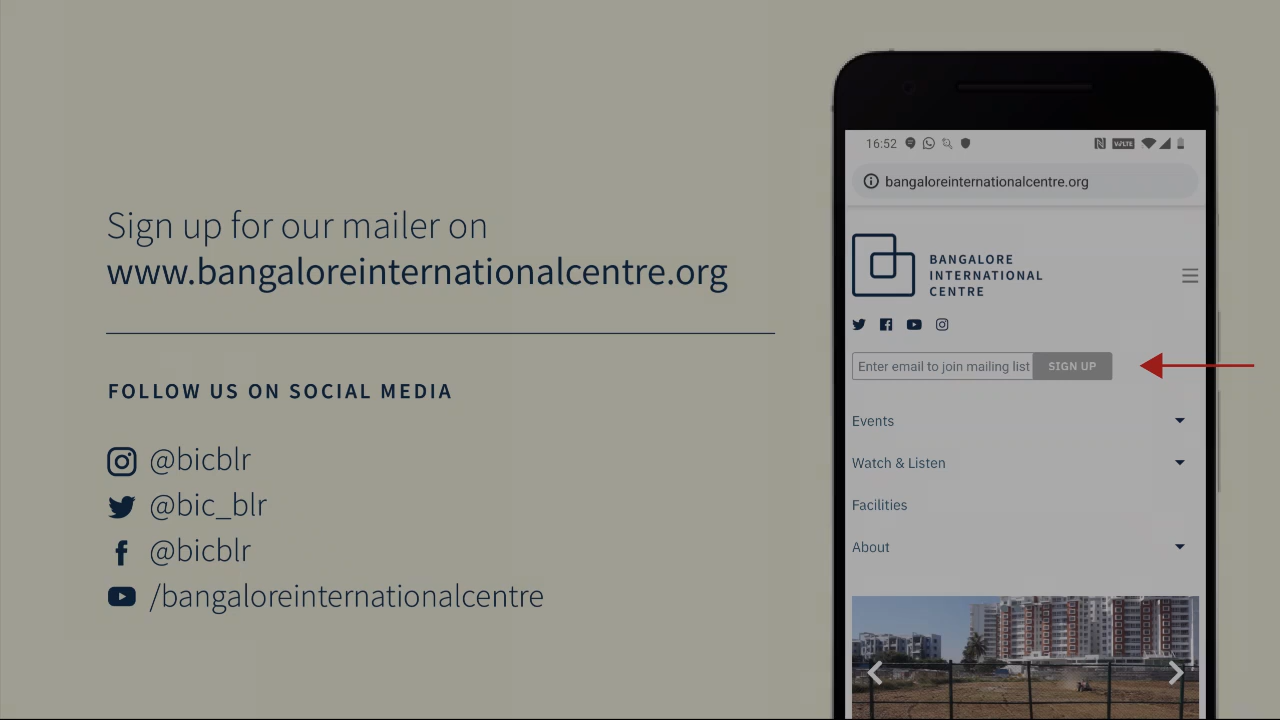 Sign up for our mailer on
www.bangaloreinternationalcentre.org
FOLLOW US ON SOCIAL MEDIA
@bicblr
@bic_blr
@bicblr
/bangaloreinternationalcentre
16:52
VoLTE
bangaloreinternationalcentre.org
BANGALORE
INTERNATIONAL
CENTRE
Enter email to join mailing list
SIGN UP
Events
Watch & Listen
Facilities
About